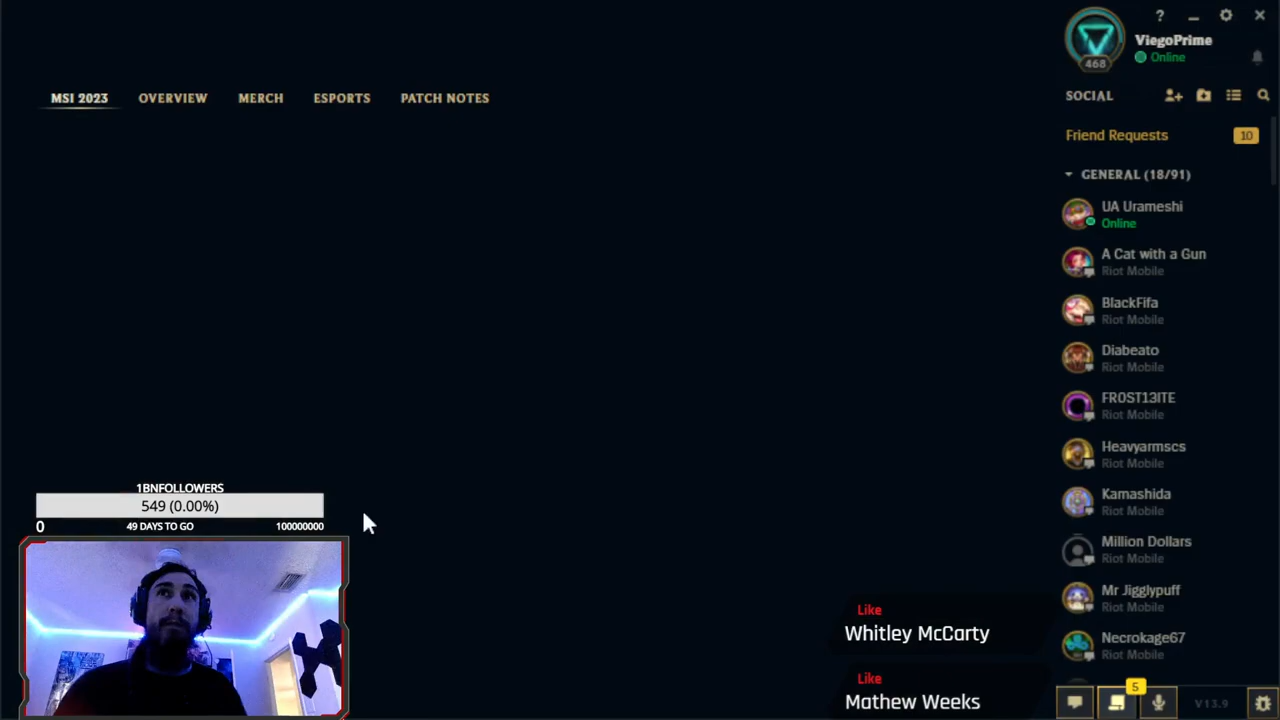 ?
ViegoPrime
468
Online
MSI 2023
OVERVIEW
MERCH
ESPORTS
PATCH NOTES
SOCIAL
Friend Requests
10
GENERAL (18/91)
UA Urameshi
Online
A Cat with a Gun
Riot Mobile
BlackFifa
Riot Mobile
Diabeato
Riot Mobile
FR0ST13ITE
Riot Mobile
Heavyarmscs
Riot Mobile
Kamashida
Riot Mobile
Million Dollars
Riot Mobile
Mr Jigglypuff
Riot Mobile
Necrokage67
Riot Mobile
1BNFOLLOWERS
549 (0.00%)
0
49 DAYS TO GO
100000000
Like
Whitley McCarty
Like
Mathew Weeks
5
V13.9